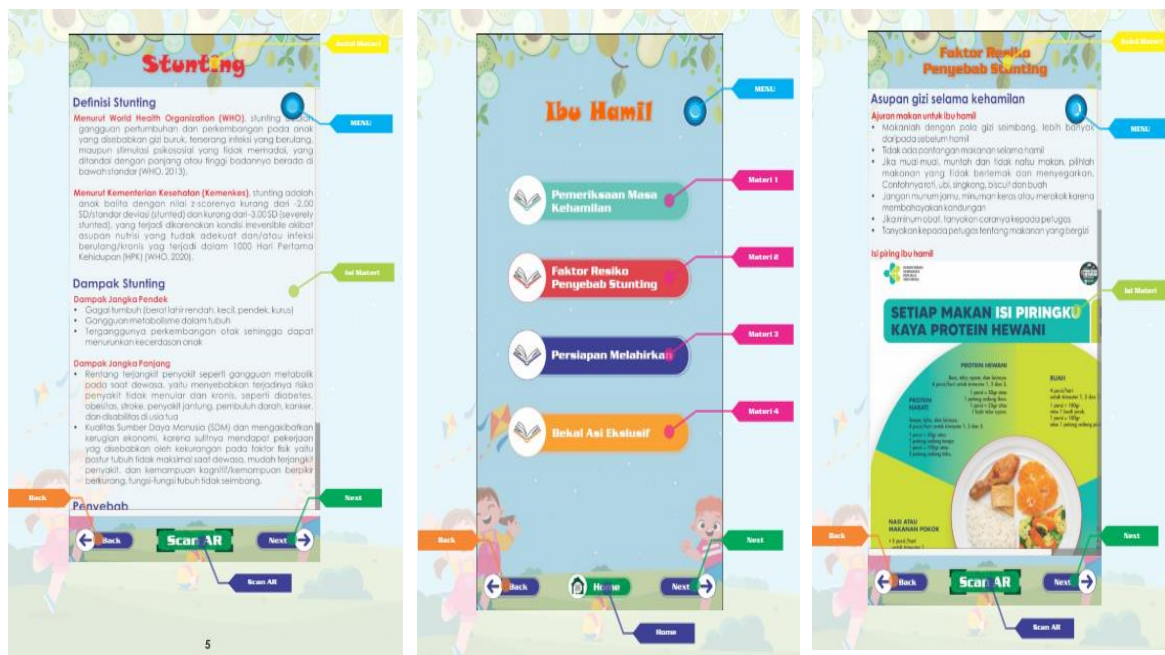 Stunting
Judul Materi
Definisi Stunting
MENU
Menurut World Health Organization (WHO), stunting adalah
gangguan pertumbuhan dan perkembangan pada anak
yang disebabkan oleh gizi buruk, terserang infeksi yang berulang,
maupun stimulasi psikososial yang tidak memadai, yang
ditandai dengan panjang atau tinggi badannya berada di
bawah standar (WHO, 2013).
Menurut Kementerian Kesehatan (Kemenkes), stunting adalah
anak balita dengan nilai z-scorenya kurang dari -2.00
SD/standar deviasi (stunted) dan kurang dari -3.00 SD (severely
stunted), yang terjadi dikarenakan kondisi irreversible akibat
asupan nutrisi yang tudak adekuat dan/atau infeksi
berulang/kronis yag terjadi dalam 1000 Hari Pertama
Kehidupan (HPK) (WHO, 2020).
Isi Materi
Dampak Stunting
Dampak Jangka Pendek
• Gagal tumbuh (berat lahir rendah, kecil, pendek, kurus)
• Gangguan metabolisme dalam tubuh
• Terganggunya perkembangan otak sehingga dapat
menurunkan kecerdasan anak
Dampak Jangka Panjang
• Rentang terjangkit penyakit seperti gangguan metabolik
pada saat dewasa, yaitu menyebabkan terjadinya risiko
penyakit tidak menular dan kronis, seperti diabetes,
obesitas, stroke, penyakit jantung, pembuluh darah, kanker,
dan disabilitas di usia tua
• Kualitas Sumber Daya Manusia (SDM) dan mengakibatkan
kerugian ekonomi, karena sulitnya mendapat pekerjaan
yag disebabkan oleh kekurangan pada faktor fisik yaitu
postur tubuh tidak maksimal saat dewasa, mudah terjangkit
penyakit, dan kemampuan kognitif/kemampuan berpikir
berkurang, fungsi-fungsi tubuh tidak seimbang.
Penyebab
Back
Next
Back
Scan AR
Next
Scan AR
5
Ibu Hamil
MENU
Materi 1
Pemeriksaan Masa
Kehamilan
Materi 2
Faktor Resiko
Penyebab Stunting
Materi 3
Persiapan Melahirkan
Materi 4
Bekal Asi Ekslusif
Back
Next
Back
Home
Next
Home
Faktor Resiko
Penyebab Stunting
Judul Materi
Asupan gizi selama kehamilan
MENU
Ajuran makan untuk ibu hamil
• Makanlah dengan pola gizi seimbang, lebih banyak
daripada sebelum hamil
• Tidak ada pantangan makanan selama hamil
• Jika mual-mual, muntah dan tidak nafsu makan, pilihlah
makanan yang tidak berlemak dan menyegarkan.
Contohnya roti, ubi, singkong, biscuit dan buah
• Jangan munum jamu, minuman keras atau merokok karena
membahayakan kandungan
• Jika minum obat, tanyakan caranya kepada petugas
• Tanyakan kepada petugas tentang makanan yang bergizi
Isi piring ibu hamil
Isi Materi
SETIAP MAKAN ISI PIRINGKU
KAYA PROTEIN HEWANI
PROTEIN HEWANI
BUAH
PROTEIN
NABATI
NASI ATAU
MAKANAN POKOK
Back
Next
Back
Scan AR
Next
Scan AR